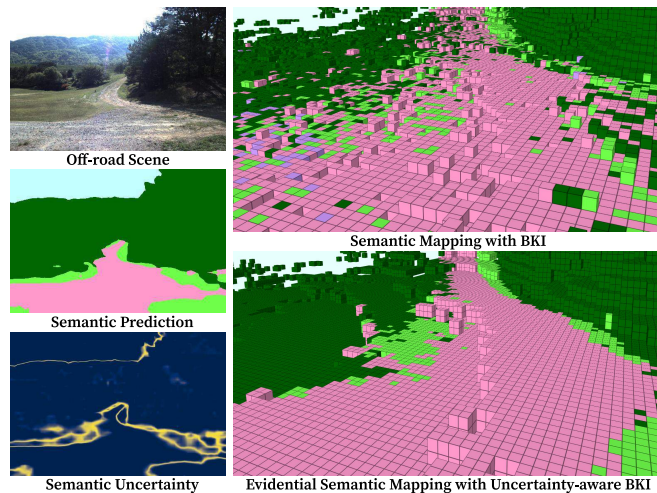 Off-road Scene
Semantic Mapping with BKI
Semantic Prediction
Semantic Uncertainty
Evidential Semantic Mapping with Uncertainty-aware BKI